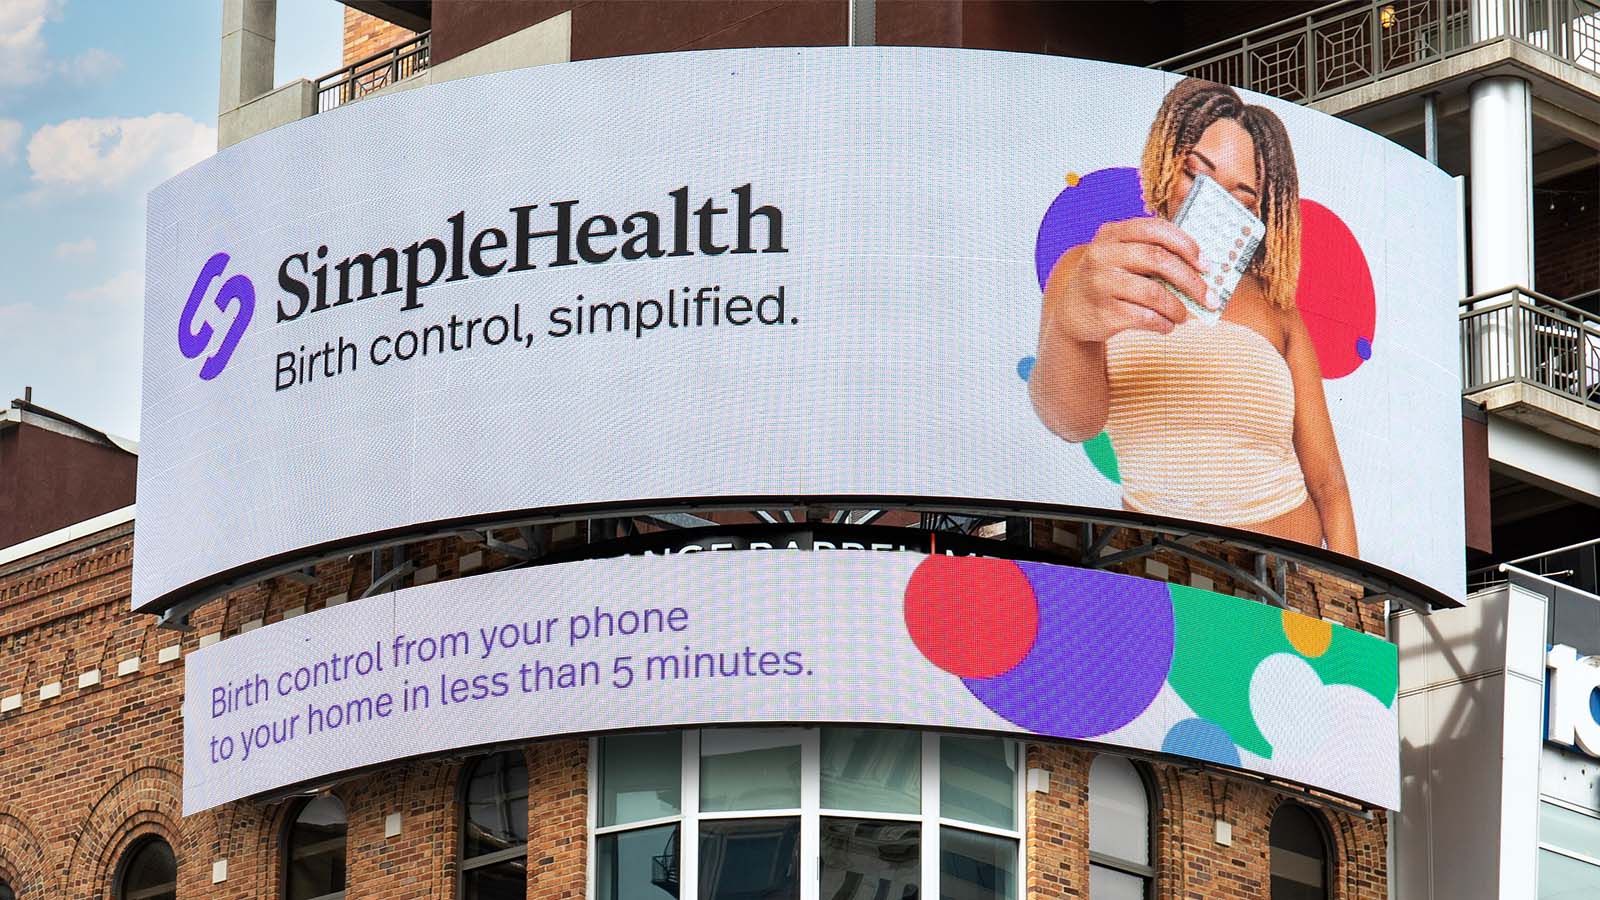 SimpleHealth
Birth control, simplified.
Birth control from your phone
to your home in less than 5 minutes.